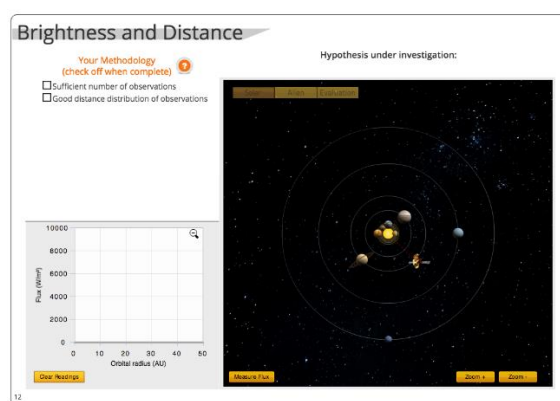 Brightness and Distance
Your Methodology
(check off when complete)
?
Sufficient number of observations
Good distance distribution of observations
Hypothesis under investigation:
Evaluation
10000
8000
6000
4000
2000
0
Flux (W/m²)
0 10 20 30 40 50
Orbital radius (AU)
Clear Readings
Measure Flux
Zoom +
Zoom -
12